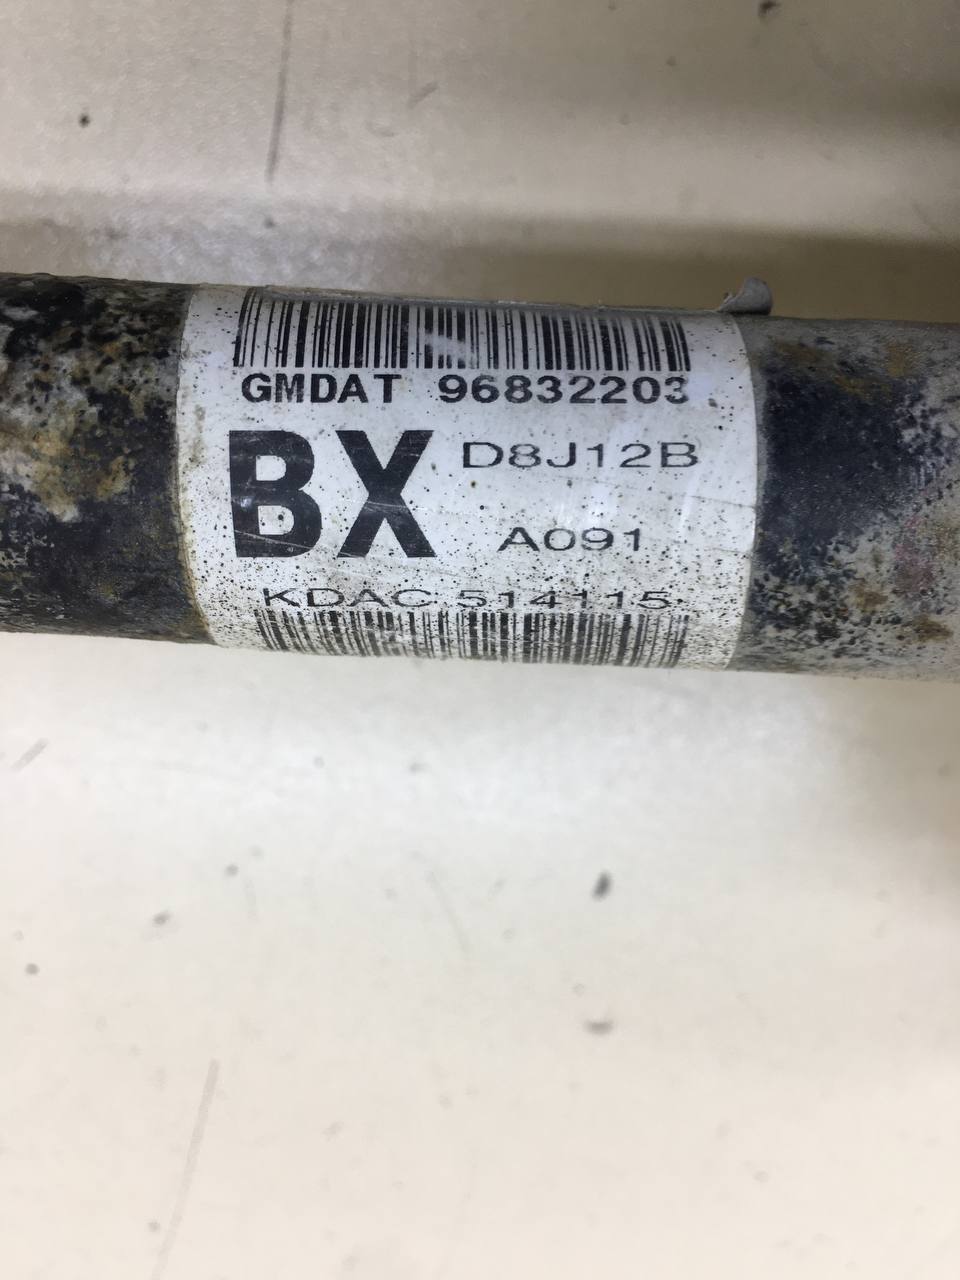 GMDAT 96832203
BX
D8J12B
A091
KDAC 514115